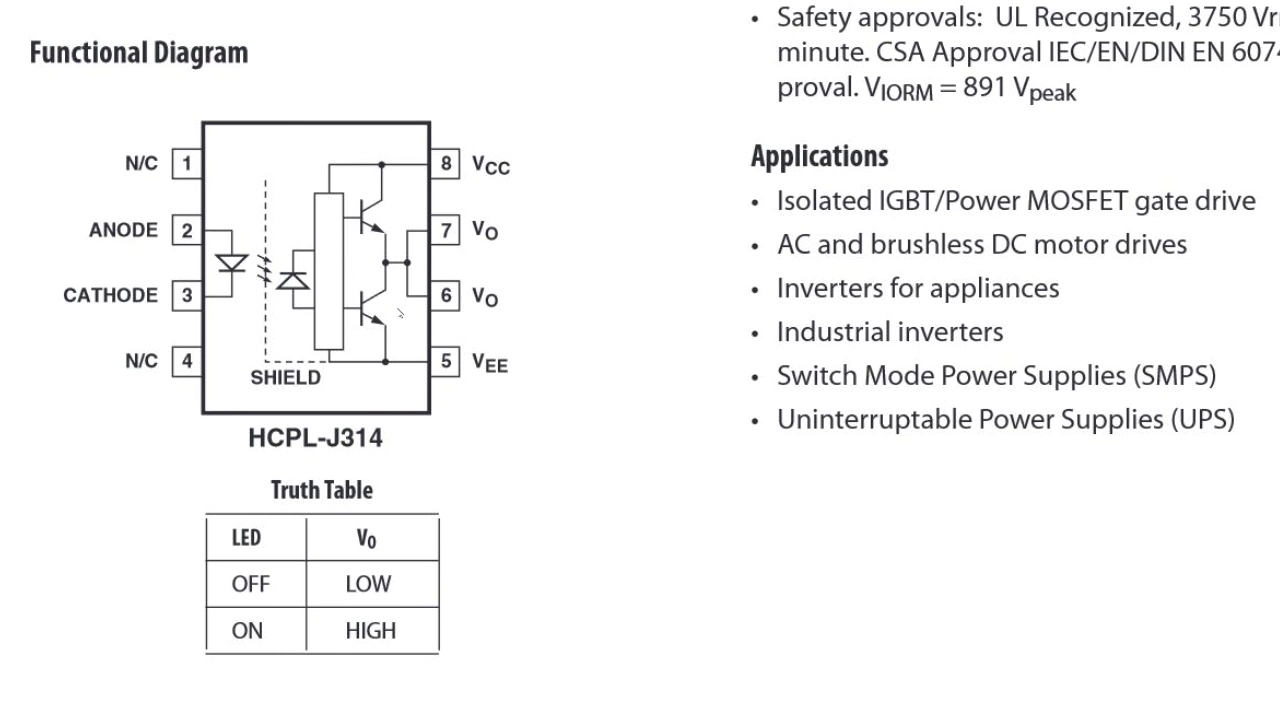 Functional Diagram
N/C 1
ANODE 2
CATHODE 3
N/C 4
8 VCC
7 VO
6 VO
5 VEE
SHIELD
HCPL-J314
Truth Table
LED VO
OFF LOW
ON HIGH
• Safety approvals: UL Recognized, 3750
minute. CSA Approval IEC/EN/DIN EN
proval. VIORM = 891 Vpeak
Applications
• Isolated IGBT/Power MOSFET gate drive
• AC and brushless DC motor drives
• Inverters for appliances
• Industrial inverters
• Switch Mode Power Supplies (SMPS)
• Uninterruptable Power Supplies (UPS)